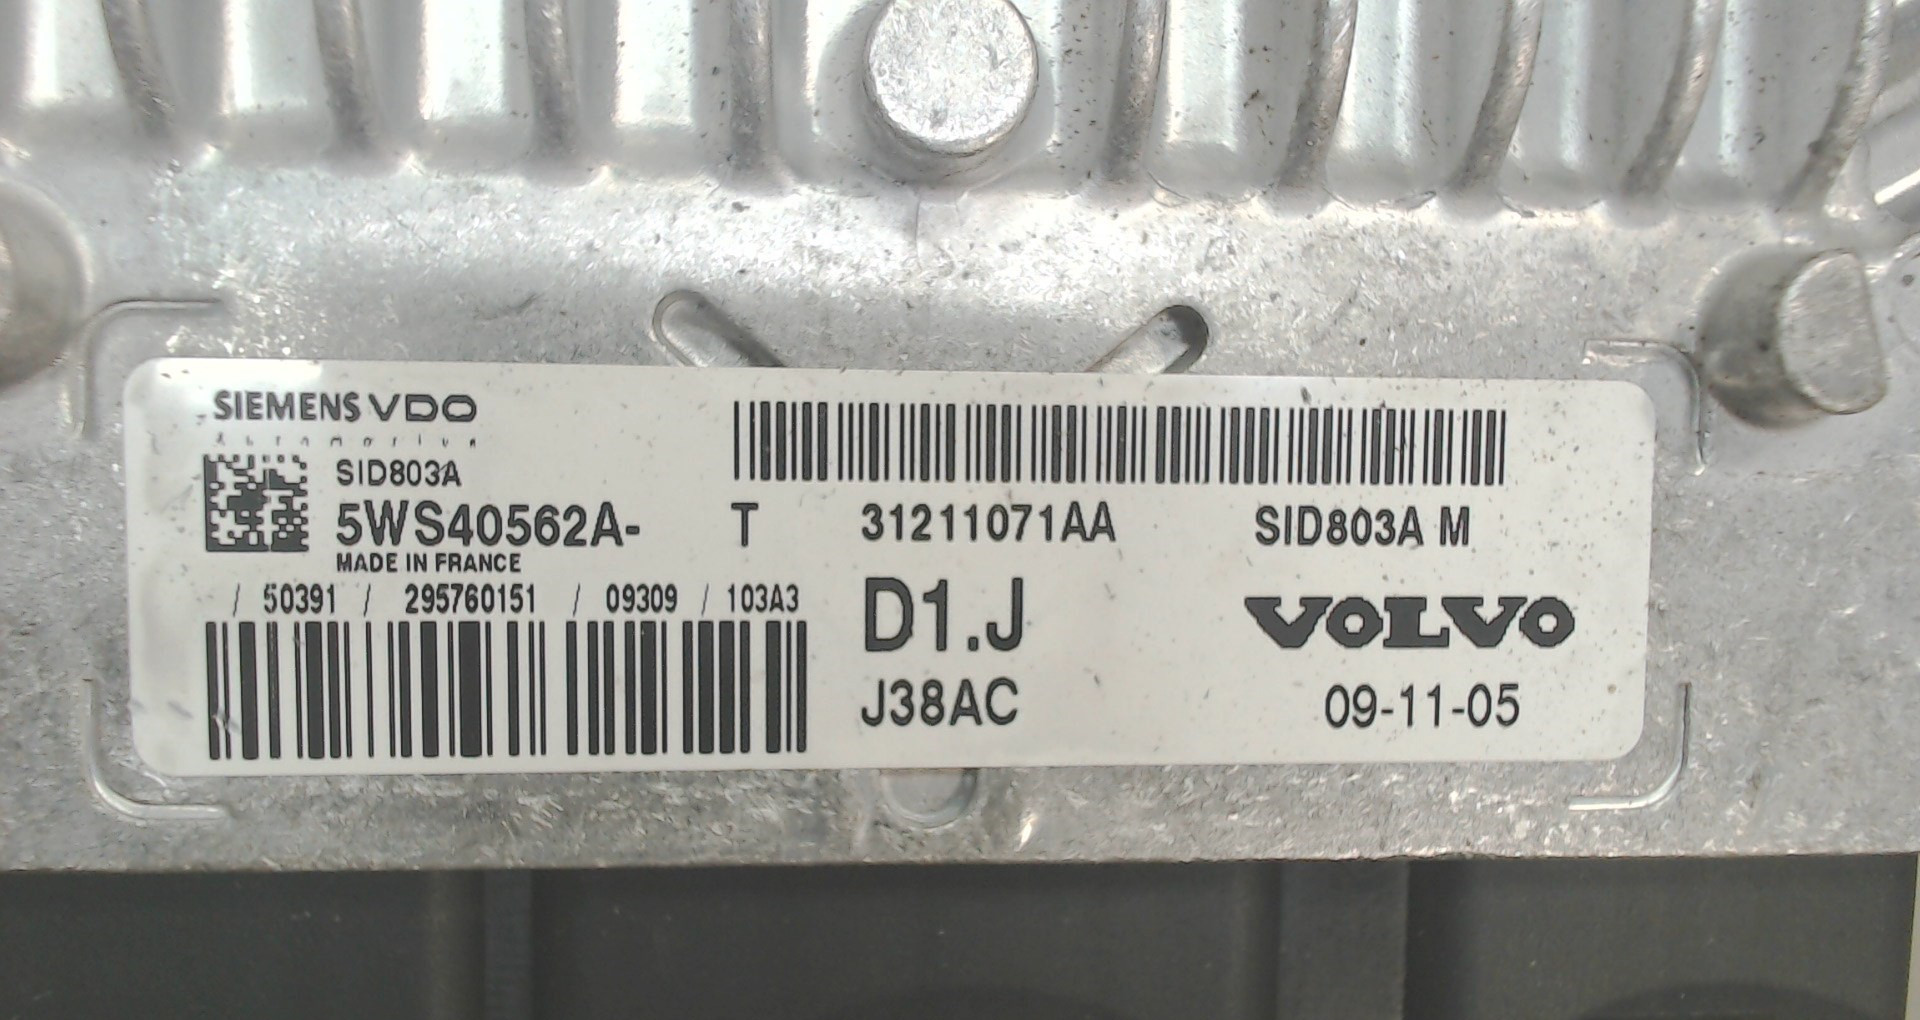 SIEMENS VDO
Automotive
SID803A
5WS40562A- T 31211071AA SID803A M
MADE IN FRANCE
/ 50391 / 295760151 / 09309 / 103A3
D1.J VOLVO
J38AC 09-11-05